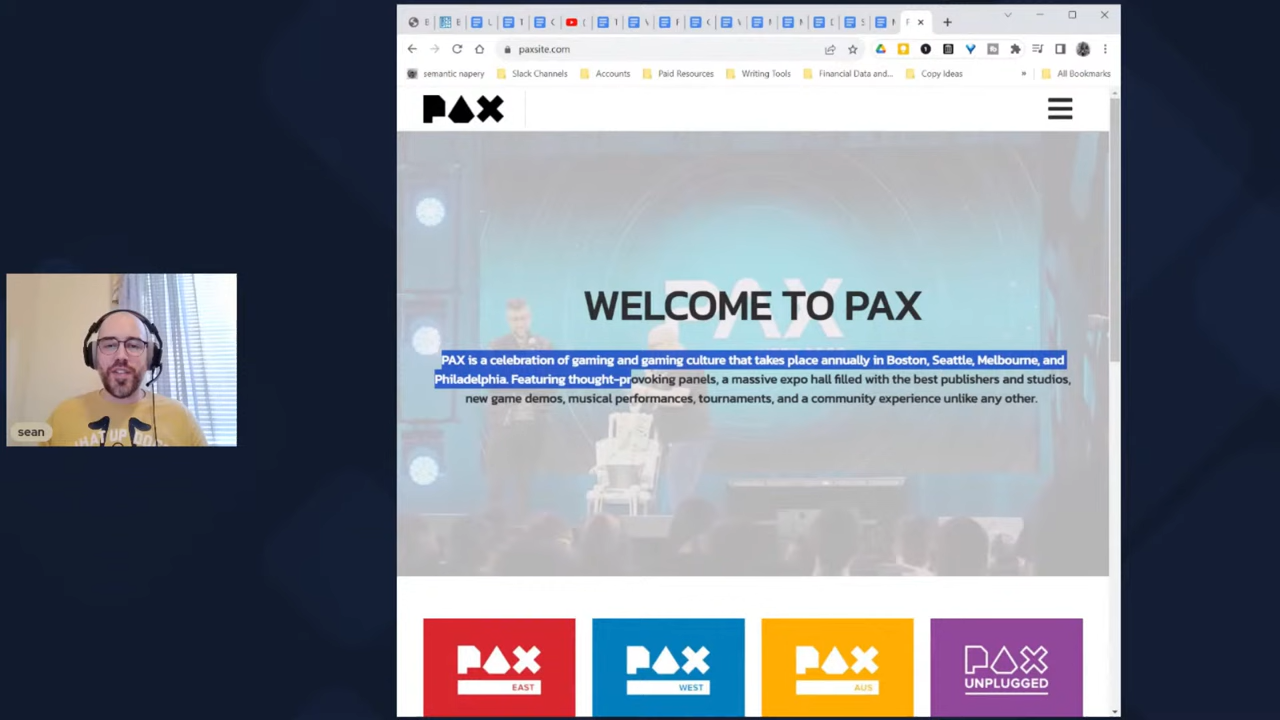 paxsite.com
semantic napery
Slack Channels
Accounts
Paid Resources
Writing Tools
Financial Data and...
Copy Ideas
»
All Bookmarks
PAX
WELCOME TO PAX
PAX is a celebration of gaming and gaming culture that takes place annually in Boston, Seattle, Melbourne, and
Philadelphia. Featuring thought-provoking panels, a massive expo hall filled with the best publishers and studios,
new game demos, musical performances, tournaments, and a community experience unlike any other.
PAX
sean
PAX
EAST
PAX
WEST
PAX
AUS
PAX
UNPLUGGED